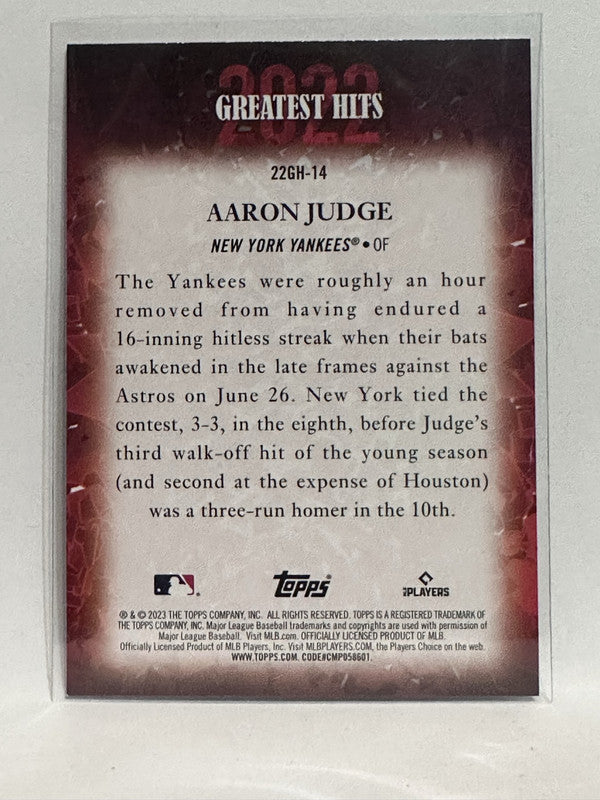 2022
GREATEST HITS
22GH-14
AARON JUDGE
NEW YORK YANKEES® • OF
The Yankees were roughly an hour
removed from having endured a
16-inning hitless streak when their bats
awakened in the late frames against the
Astros on June 26. New York tied the
contest, 3-3, in the eighth, before Judge's
third walk-off hit of the young season
(and second at the expense of Houston)
was a three-run homer in the 10th.
topps
PLAYERS
® & © 2023 THE TOPPS COMPANY, INC. ALL RIGHTS RESERVED. TOPPS IS A REGISTERED TRADEMARK OF
THE TOPPS COMPANY, INC. Major League Baseball trademarks and copyrights are used with permission of
Major League Baseball. Visit MLB.com. OFFICIALLY LICENSED PRODUCT OF MLB.
Officially Licensed Product of MLB Players, Inc. Visit MLBPLAYERS.COM, the Players Choice on the web.
WWW.TOPPS.COM. CODE#CMP058601.